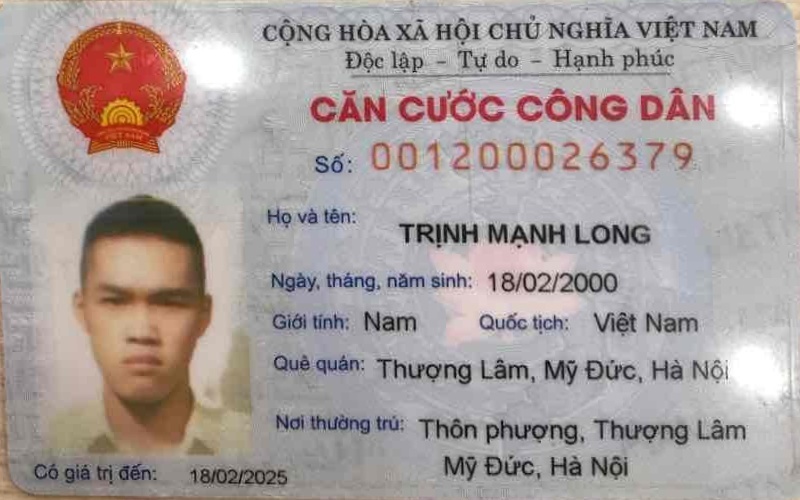 CỘNG HÒA XÃ HỘI CHỦ NGHĨA VIỆT NAM
Độc lập - Tự do - Hạnh phúc
CĂN CƯỚC CÔNG DÂN
Số: 001200026379
Họ và tên: TRỊNH MẠNH LONG
Ngày, tháng, năm sinh: 18/02/2000
Giới tính: Nam Quốc tịch: Việt Nam
Quê quán: Thượng Lâm, Mỹ Đức, Hà Nội
Nơi thường trú: Thôn phượng, Thượng Lâm
Mỹ Đức, Hà Nội
Có giá trị đến: 18/02/2025
VIỆT NAM